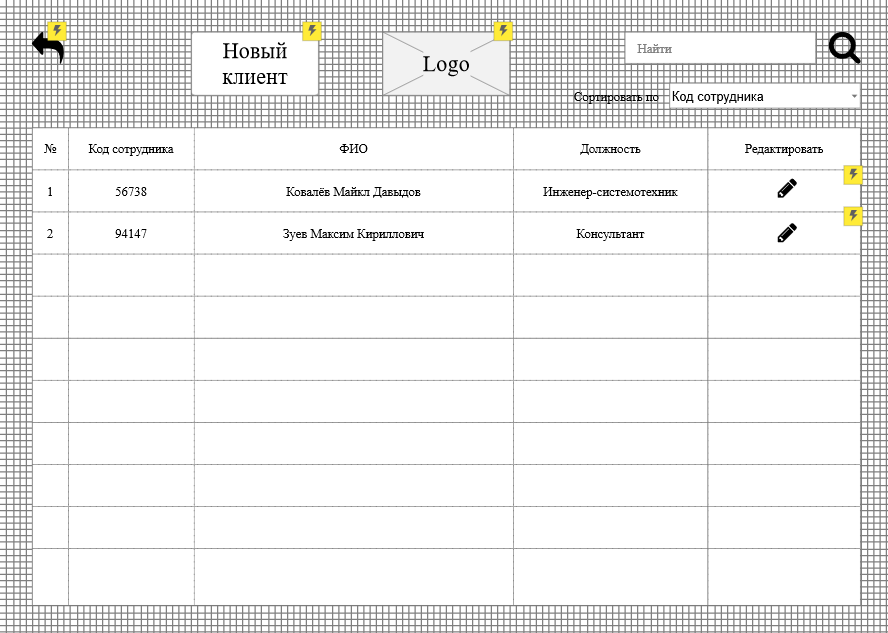 Новый
клиент
Logo
Найти
Сортировать по Код сотрудника
№ Код сотрудника ФИО Должность Редактировать
1 56738 Ковалёв Майкл Давыдов Инженер-системотехник
2 94147 Зуев Максим Кириллович Консультант